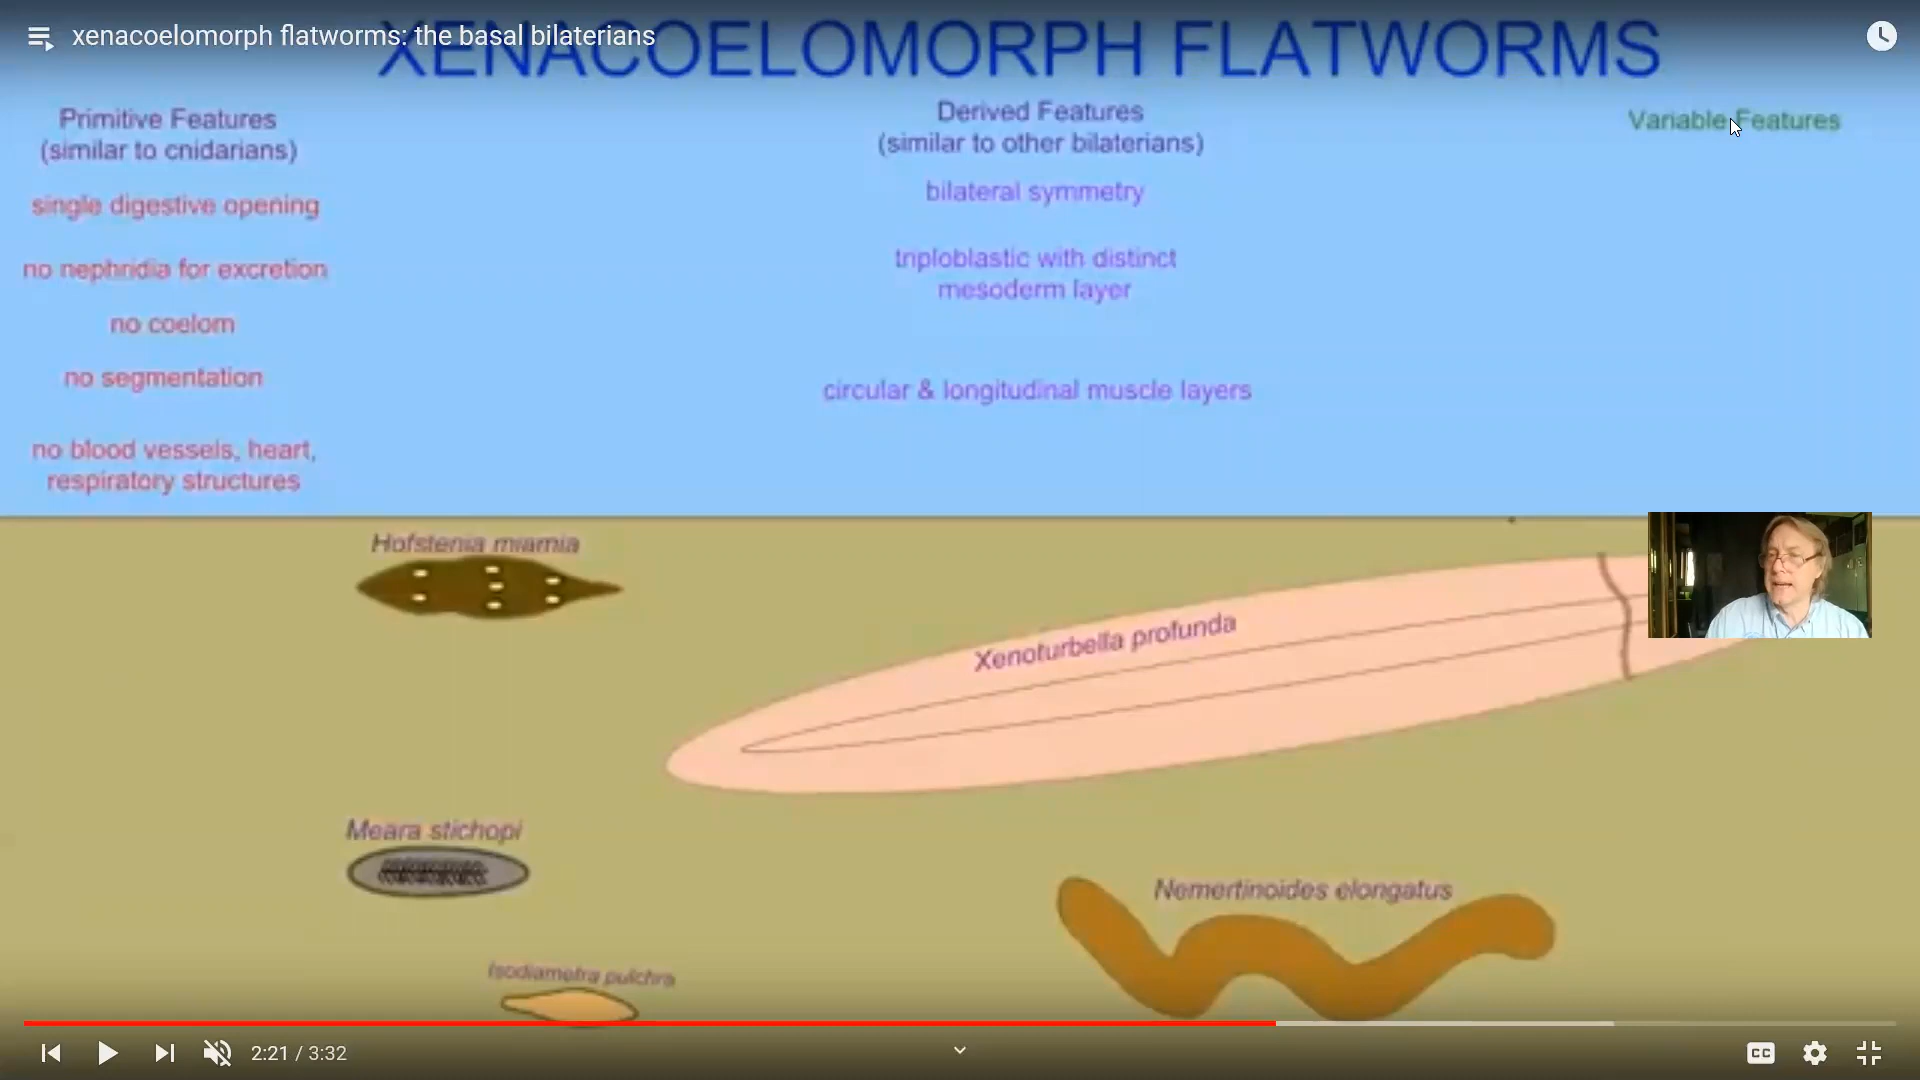 xenacoelomorph flatworms: the basal bilaterians
XENACOELOMORPH FLATWORMS
Primitive Features
(similar to cnidarians)
single digestive opening
no nephridia for excretion
no coelom
no segmentation
no blood vessels, heart,
respiratory structures
Derived Features
(similar to other bilaterians)
bilateral symmetry
triploblastic with distinct
mesoderm layer
circular & longitudinal muscle layers
Variable Features
Hofstenia miamia
Xenoturbella profunda
Meara stichopi
Nemertinoides elongatus
Isodiametra pulchra
2:21 / 3:32
CC